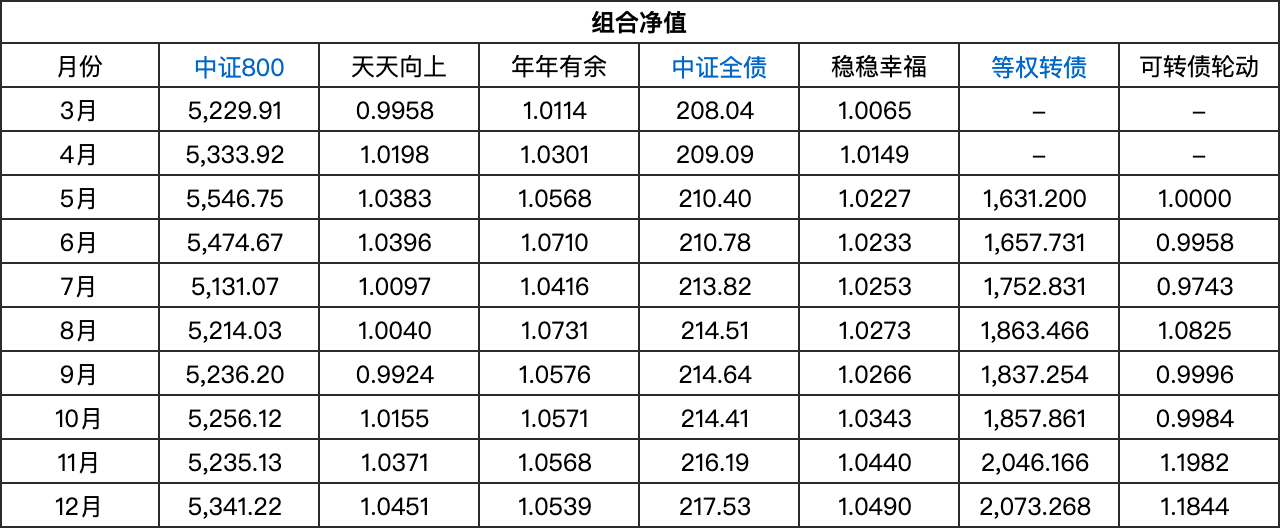 组合净值
月份 中证800 天天向上 年年有余 中证全债 稳稳幸福 等权转债 可转债轮动
3月 5,229.91 0.9958 1.0114 208.04 1.0065 – –
4月 5,333.92 1.0198 1.0301 209.09 1.0149 – –
5月 5,546.75 1.0383 1.0568 210.40 1.0227 1,631.200 1.0000
6月 5,474.67 1.0396 1.0710 210.78 1.0233 1,657.731 0.9958
7月 5,131.07 1.0097 1.0416 213.82 1.0253 1,752.831 0.9743
8月 5,214.03 1.0040 1.0731 214.51 1.0273 1,863.466 1.0825
9月 5,236.20 0.9924 1.0576 214.64 1.0266 1,837.254 0.9996
10月 5,256.12 1.0155 1.0571 214.41 1.0343 1,857.861 0.9984
11月 5,235.13 1.0371 1.0568 216.19 1.0440 2,046.166 1.1982
12月 5,341.22 1.0451 1.0539 217.53 1.0490 2,073.268 1.1844